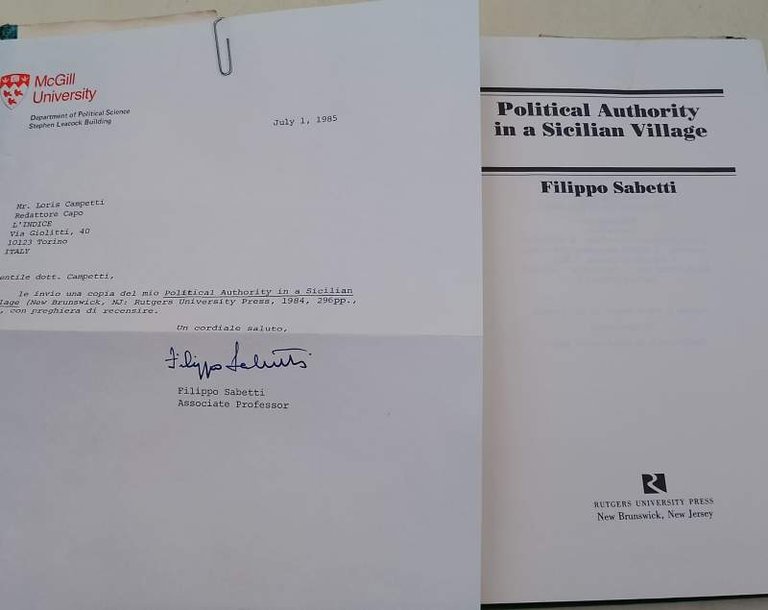 McGill
University
Department of Political Science
Stephen Leacock Building
July 1, 1985
Mr. Loris Campetti
Redattore Capo
L'INDICE
Via Giolitti, 40
10123 Torino
ITALY
entile dott. Campetti,
le invio una copia del mio Political Authority in a Sicilian
lage (New Brunswick, NJ: Rutgers University Press, 1984, 296pp.,
, con preghiera di recensire.
Un cordiale saluto,
Filippo Sabetti
Filippo Sabetti
Associate Professor
Political Authority
in a Sicilian Village
Filippo Sabetti
RUTGERS UNIVERSITY PRESS
New Brunswick, New Jersey